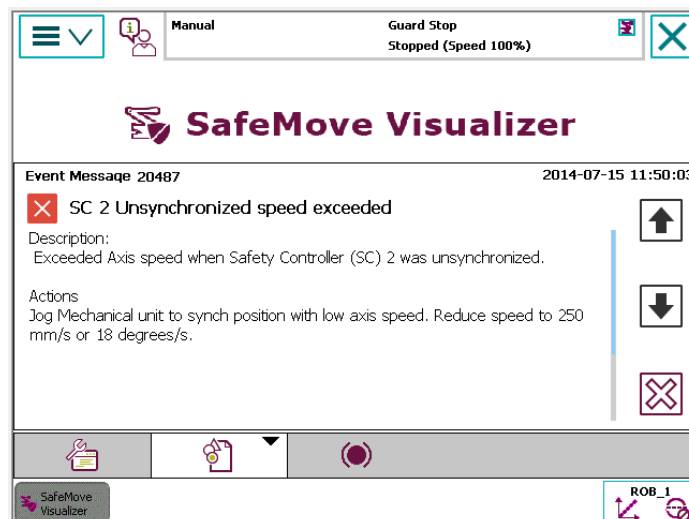 Manual
Guard Stop
Stopped (Speed 100%)
SafeMove Visualizer
Event Message 20487
2014-07-15 11:50:03
SC 2 Unsynchronized speed exceeded
Description:
Exceeded Axis speed when Safety Controller (SC) 2 was unsynchronized.
Actions
Jog Mechanical unit to synch position with low axis speed. Reduce speed to 250
mm/s or 18 degrees/s.
SafeMove
Visualizer
ROB_1